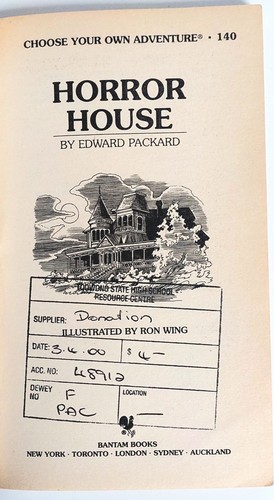 CHOOSE YOUR OWN ADVENTURE® • 140
HORROR
HOUSE
BY EDWARD PACKARD
TOOWONG STATE HIGH SCHOOL
RESOURCE CENTRE
SUPPLIER: Donation
ILLUSTRATED BY RON WING
DATE: 3.4.00 $ 4-
ACC. NO: 48912
DEWEY NO F PAC LOCATION —
BANTAM BOOKS
NEW YORK · TORONTO · LONDON · SYDNEY · AUCKLAND